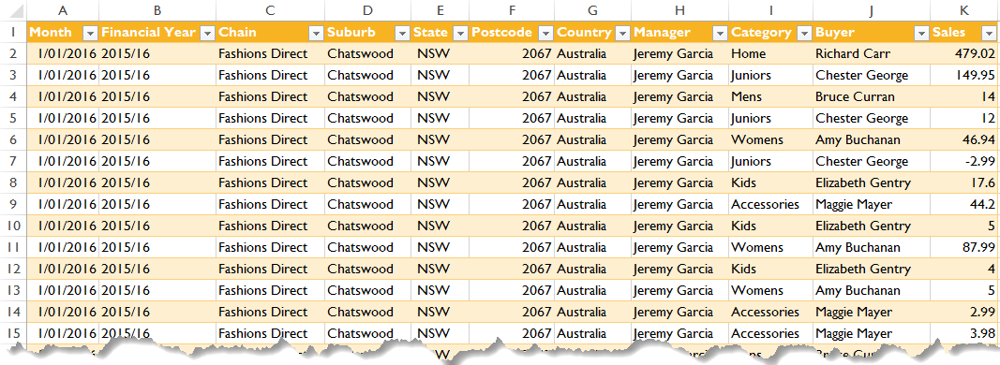 A B C D E F G H I J K
1 Month Financial Year Chain Suburb State Postcode Country Manager Category Buyer Sales
2 1/01/2016 2015/16 Fashions Direct Chatswood NSW 2067 Australia Jeremy Garcia Home Richard Carr 479.02
3 1/01/2016 2015/16 Fashions Direct Chatswood NSW 2067 Australia Jeremy Garcia Juniors Chester George 149.95
4 1/01/2016 2015/16 Fashions Direct Chatswood NSW 2067 Australia Jeremy Garcia Mens Bruce Curran 14
5 1/01/2016 2015/16 Fashions Direct Chatswood NSW 2067 Australia Jeremy Garcia Juniors Chester George 12
6 1/01/2016 2015/16 Fashions Direct Chatswood NSW 2067 Australia Jeremy Garcia Womens Amy Buchanan 46.94
7 1/01/2016 2015/16 Fashions Direct Chatswood NSW 2067 Australia Jeremy Garcia Juniors Chester George -2.99
8 1/01/2016 2015/16 Fashions Direct Chatswood NSW 2067 Australia Jeremy Garcia Kids Elizabeth Gentry 17.6
9 1/01/2016 2015/16 Fashions Direct Chatswood NSW 2067 Australia Jeremy Garcia Accessories Maggie Mayer 44.2
10 1/01/2016 2015/16 Fashions Direct Chatswood NSW 2067 Australia Jeremy Garcia Kids Elizabeth Gentry 5
11 1/01/2016 2015/16 Fashions Direct Chatswood NSW 2067 Australia Jeremy Garcia Womens Amy Buchanan 87.99
12 1/01/2016 2015/16 Fashions Direct Chatswood NSW 2067 Australia Jeremy Garcia Kids Elizabeth Gentry 4
13 1/01/2016 2015/16 Fashions Direct Chatswood NSW 2067 Australia Jeremy Garcia Womens Amy Buchanan 5
14 1/01/2016 2015/16 Fashions Direct Chatswood NSW 2067 Australia Jeremy Garcia Accessories Maggie Mayer 2.99
15 1/01/2016 2015/16 Fashions Direct Chatswood NSW 2067 Australia Jeremy Garcia Accessories Maggie Mayer 3.98